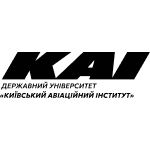 KAI
ДЕРЖАВНИЙ УНІВЕРСИТЕТ
«КИЇВСЬКИЙ АВІАЦІЙНИЙ ІНСТИТУТ»